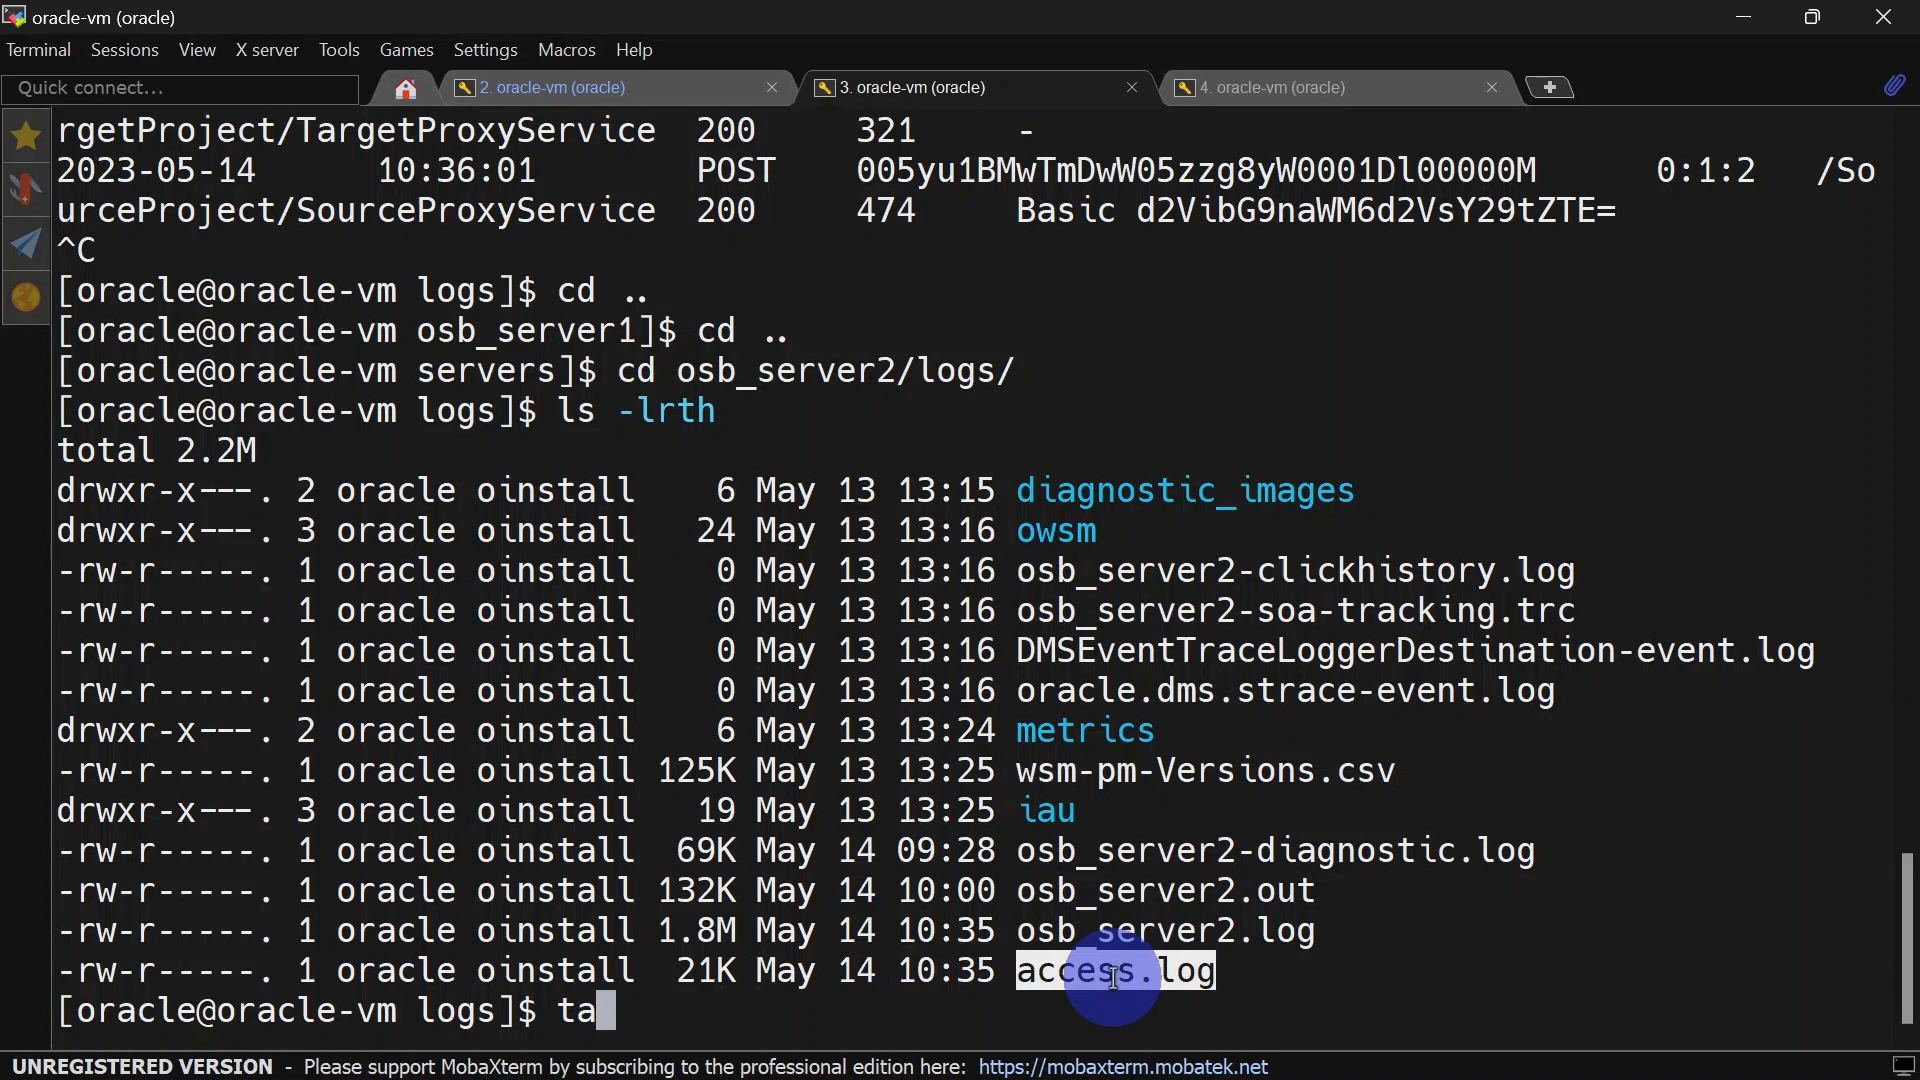 oracle-vm (oracle)
Terminal Sessions View X server Tools Games Settings Macros Help
Quick connect...
2. oracle-vm (oracle)
3. oracle-vm (oracle)
4. oracle-vm (oracle)
rgetProject/TargetProxyService 200 321 -
2023-05-14 10:36:01 POST 005yu1BMwTmDwW05zzg8yW0001Dl00000M 0:1:2 /So
urceProject/SourceProxyService 200 474 Basic d2VibG9naWM6d2VsY29tZTE=
^C
[oracle@oracle-vm logs]$ cd ..
[oracle@oracle-vm osb_server1]$ cd ..
[oracle@oracle-vm servers]$ cd osb_server2/logs/
[oracle@oracle-vm logs]$ ls -lrth
total 2.2M
drwxr-x---. 2 oracle oinstall 6 May 13 13:15 diagnostic_images
drwxr-x---. 3 oracle oinstall 24 May 13 13:16 owsm
-rw-r-----. 1 oracle oinstall 0 May 13 13:16 osb_server2-clickhistory.log
-rw-r-----. 1 oracle oinstall 0 May 13 13:16 osb_server2-soa-tracking.trc
-rw-r-----. 1 oracle oinstall 0 May 13 13:16 DMSEventTraceLoggerDestination-event.log
-rw-r-----. 1 oracle oinstall 0 May 13 13:16 oracle.dms.strace-event.log
drwxr-x---. 2 oracle oinstall 6 May 13 13:24 metrics
-rw-r-----. 1 oracle oinstall 125K May 13 13:25 wsm-pm-Versions.csv
drwxr-x---. 3 oracle oinstall 19 May 13 13:25 iau
-rw-r-----. 1 oracle oinstall 69K May 14 09:28 osb_server2-diagnostic.log
-rw-r-----. 1 oracle oinstall 132K May 14 10:00 osb_server2.out
-rw-r-----. 1 oracle oinstall 1.8M May 14 10:35 osb_server2.log
-rw-r-----. 1 oracle oinstall 21K May 14 10:35 access.log
[oracle@oracle-vm logs]$ ta
UNREGISTERED VERSION - Please support MobaXterm by subscribing to the professional edition here: https://mobaxterm.mobatek.net